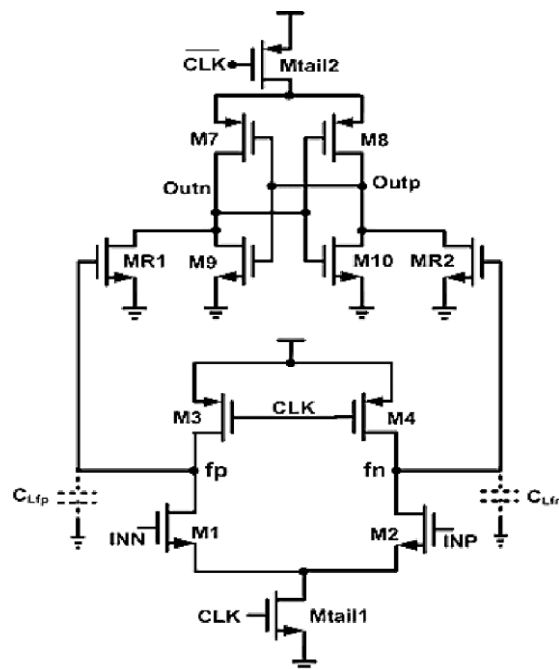 CLK
Mtail2
M7
M8
Outn
Outp
MR1
M9
M10
MR2
M3
CLK
M4
fp
fn
CLfp
CLfn
INN
M1
M2
INP
CLK
Mtail1